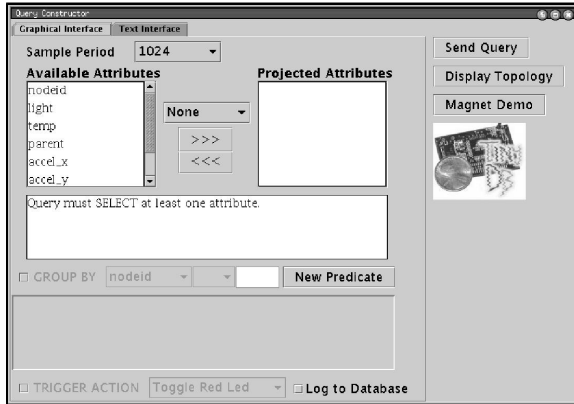 Query Constructor
Graphical Interface
Text Interface
Sample Period
1024
Available Attributes
nodeid
light
temp
parent
accel_x
accel_y
None
>>>
<<<
Projected Attributes
Query must SELECT at least one attribute.
GROUP BY
nodeid
New Predicate
TRIGGER ACTION
Toggle Red Led
Log to Database
Send Query
Display Topology
Magnet Demo
Tiny
DB